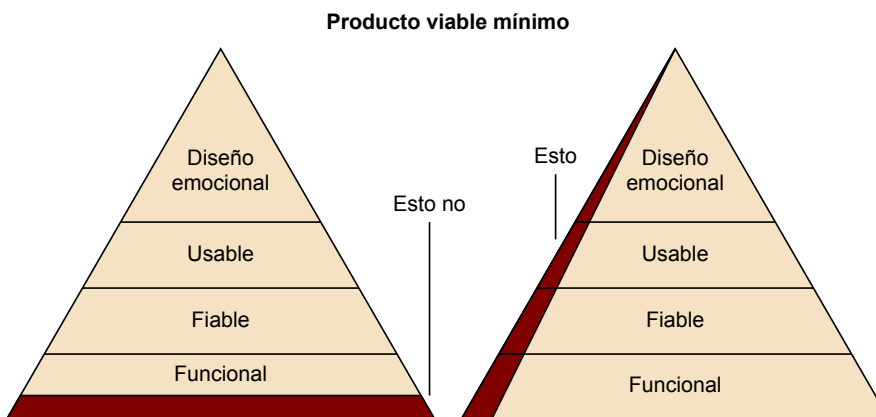 Producto viable mínimo
Diseño
emocional
Usable
Fiable
Funcional
Esto no
Esto
Diseño
emocional
Usable
Fiable
Funcional